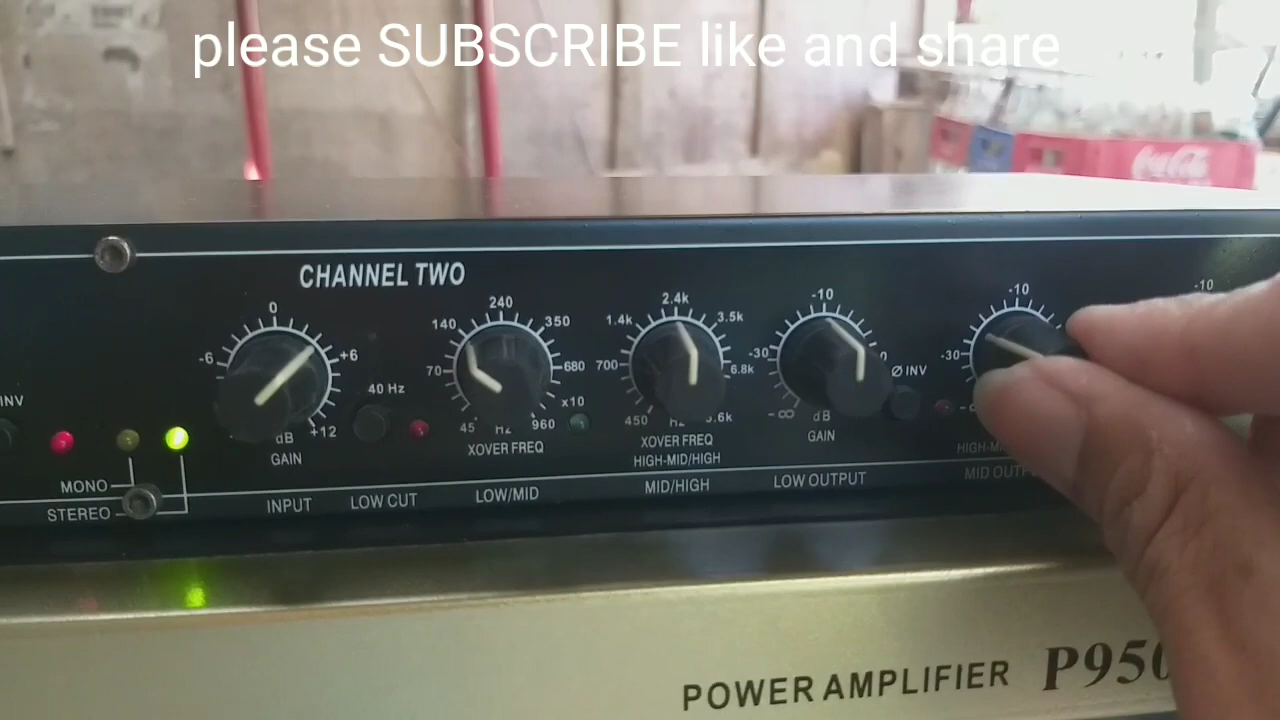 please SUBSCRIBE like and share
Coca-Cola
CHANNEL TWO
0
-6
+6
+12
dB
GAIN
INPUT
INV
MONO
STEREO
40 Hz
LOW CUT
240
140
350
70
680
x10
45
Hz
960
XOVER FREQ
LOW/MID
2.4k
1.4k
3.5k
700
6.8k
450
Hz
XOVER FREQ
HIGH-MID/HIGH
MID/HIGH
-10
-30
-∞
dB
GAIN
LOW OUTPUT
Ø INV
-10
-30
-10
POWER AMPLIFIER